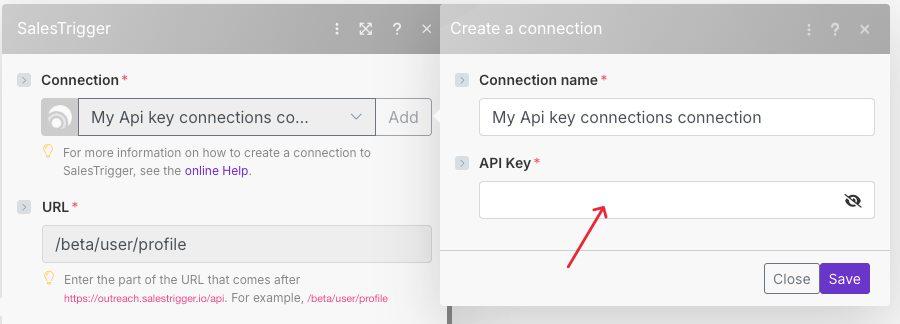 SalesTrigger
Connection *
My Api key connections co...
Add
For more information on how to create a connection to
SalesTrigger, see the online Help.
URL *
/beta/user/profile
Enter the part of the URL that comes after
https://outreach.salestrigger.io/api. For example, /beta/user/profile
Create a connection
Connection name *
My Api key connections connection
API Key *
Close
Save